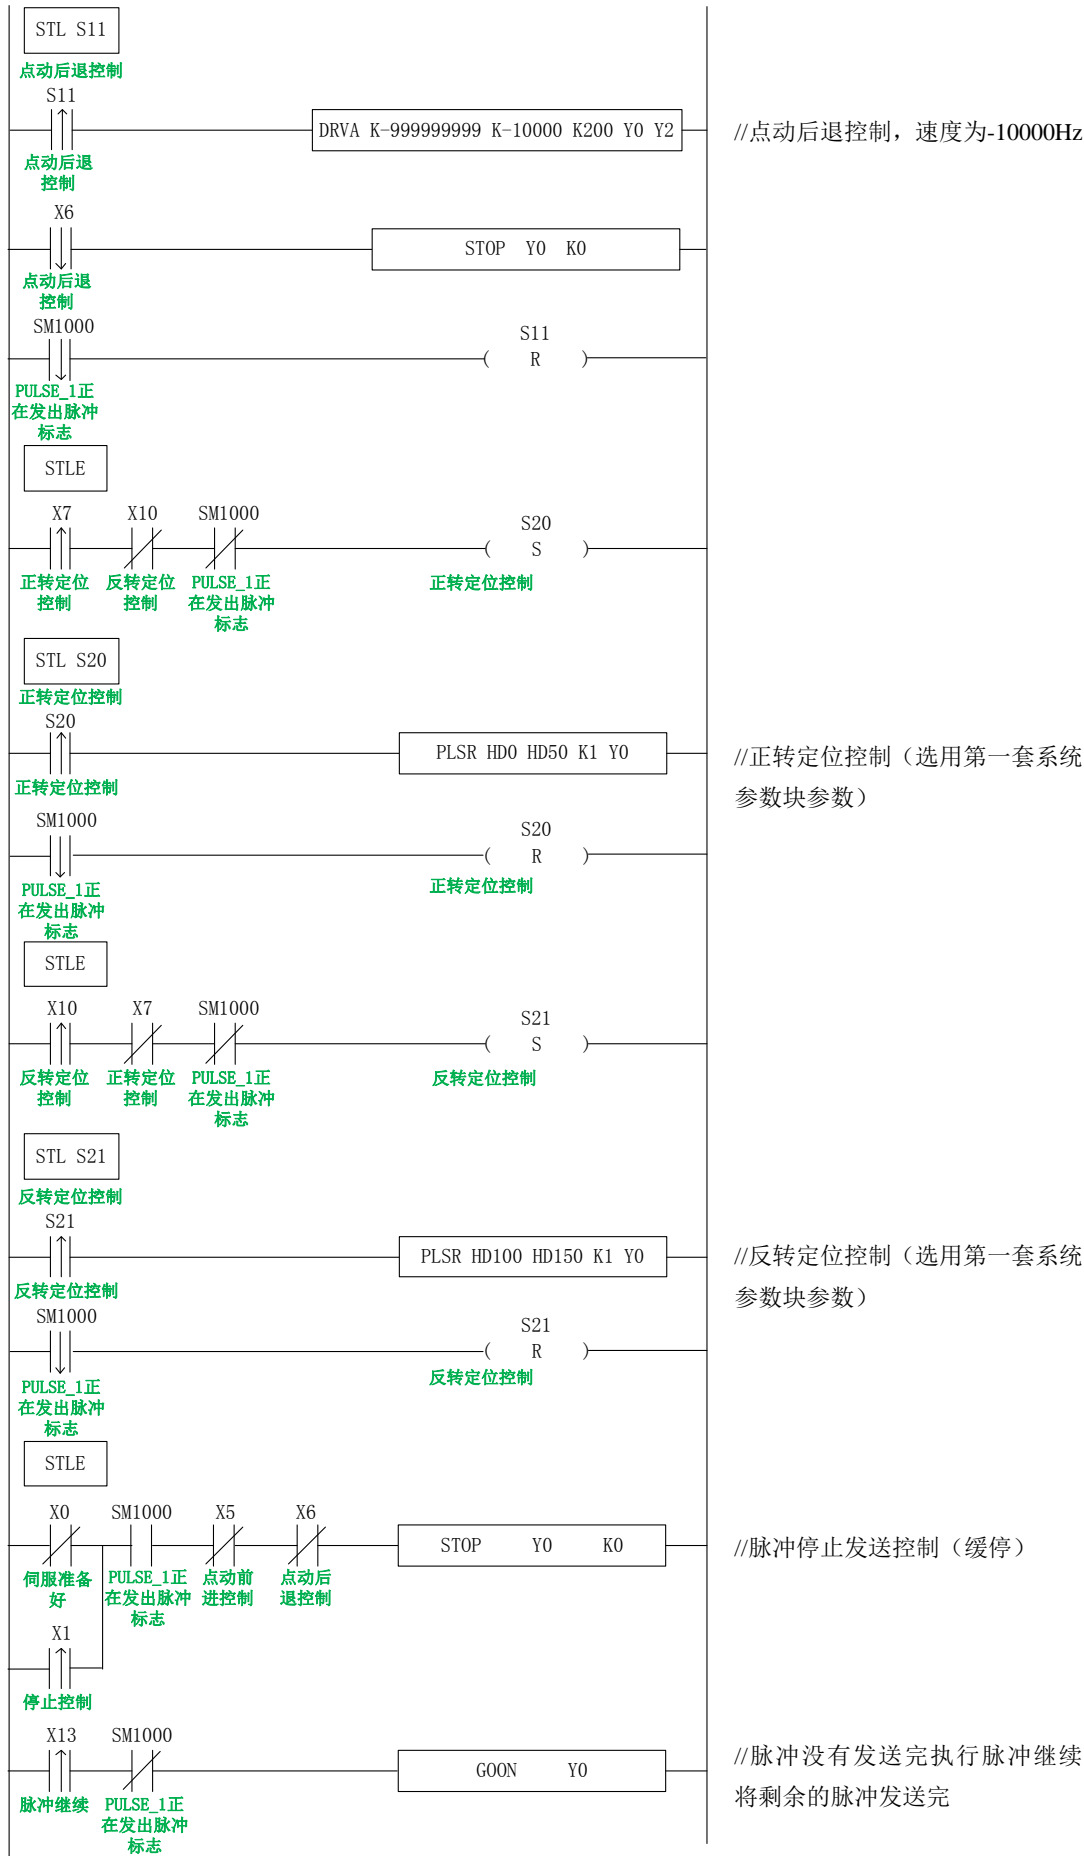 STL S11
点动后退控制
S11
DRVA K-999999999 K-10000 K200 Y0 Y2
//点动后退控制，速度为-10000Hz
点动后退
控制
X6
STOP Y0 K0
点动后退
控制
SM1000
S11
( R )
PULSE_1正
在发出脉冲
标志
STLE
X7 X10 SM1000
S20
( S )
正转定位 反转定位 PULSE_1正 正转定位控制
控制 控制 在发出脉冲
标志
STL S20
正转定位控制
S20
PLSR HD0 HD50 K1 Y0
//正转定位控制（选用第一套系统
参数块参数）
正转定位控制
SM1000
S20
( R )
正转定位控制
PULSE_1正
在发出脉冲
标志
STLE
X10 X7 SM1000
S21
( S )
反转定位 正转定位 PULSE_1正 反转定位控制
控制 控制 在发出脉冲
标志
STL S21
反转定位控制
S21
PLSR HD100 HD150 K1 Y0
//反转定位控制（选用第一套系统
参数块参数）
反转定位控制
SM1000
S21
( R )
反转定位控制
PULSE_1正
在发出脉冲
标志
STLE
X0 SM1000 X5 X6
STOP Y0 K0
//脉冲停止发送控制（缓停）
伺服准备 PULSE_1正 点动前 点动后
好 在发出脉冲 进控制 退控制
标志
X1
停止控制
X13 SM1000
GOON Y0
//脉冲没有发送完执行脉冲继续
将剩余的脉冲发送完
脉冲继续 PULSE_1正
在发出脉冲
标志